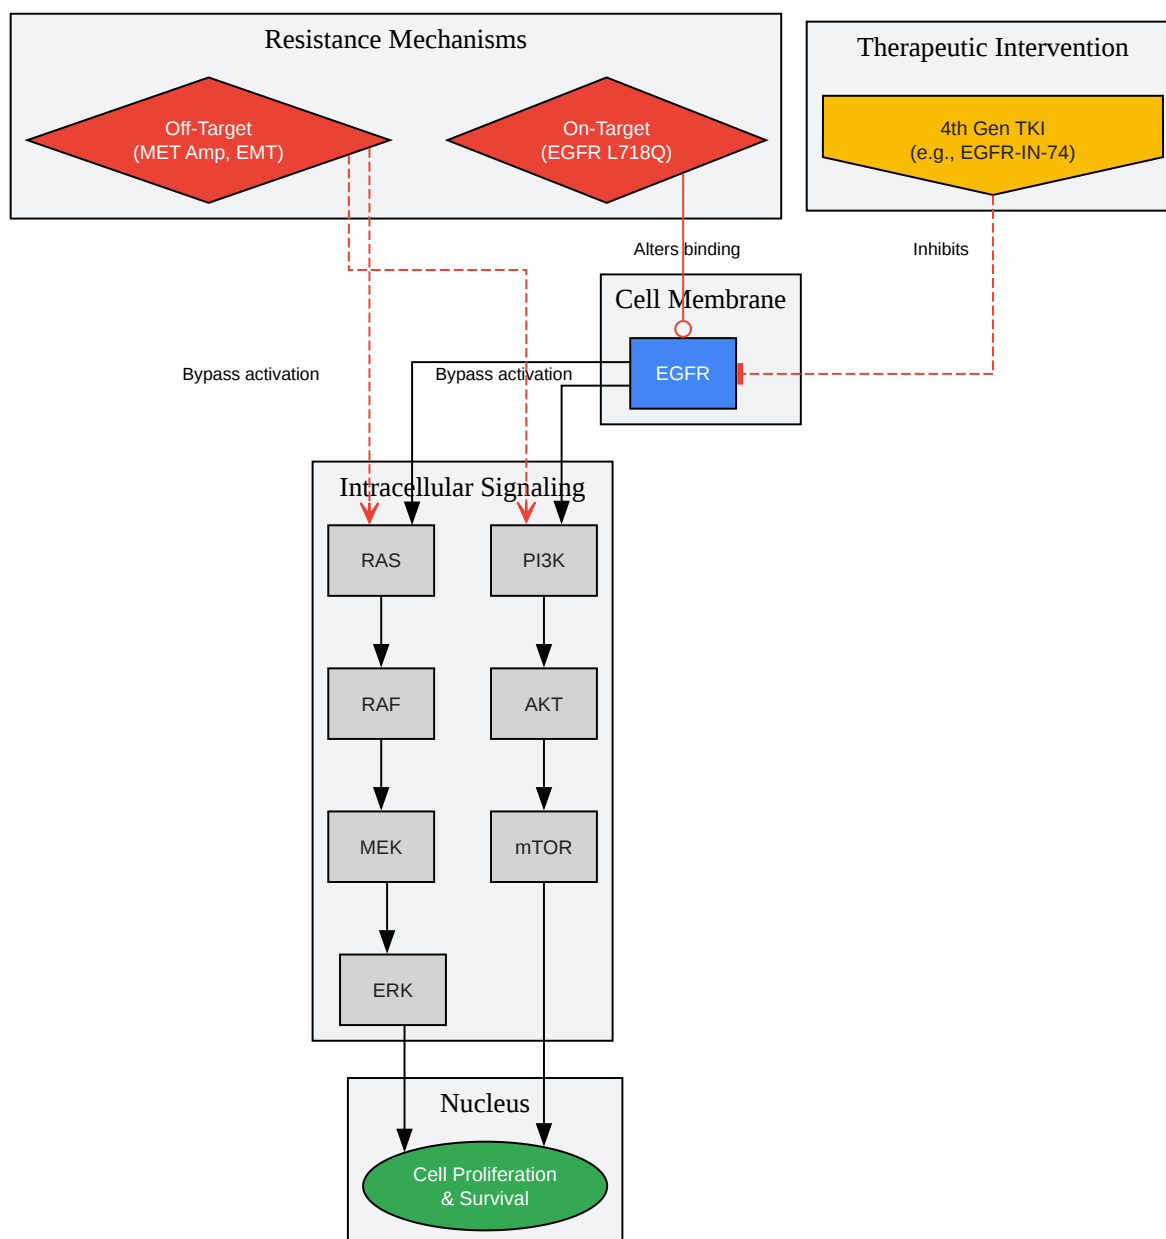 Resistance Mechanisms
Therapeutic Intervention
Off-Target
(MET Amp, EMT)
On-Target
(EGFR L718Q)
4th Gen TKI
(e.g., EGFR-IN-74)
Alters binding
Inhibits
Cell Membrane
Bypass activation
Bypass activation
EGFR
Intracellular Signaling
RAS
PI3K
RAF
AKT
MEK
mTOR
ERK
Nucleus
Cell Proliferation
& Survival